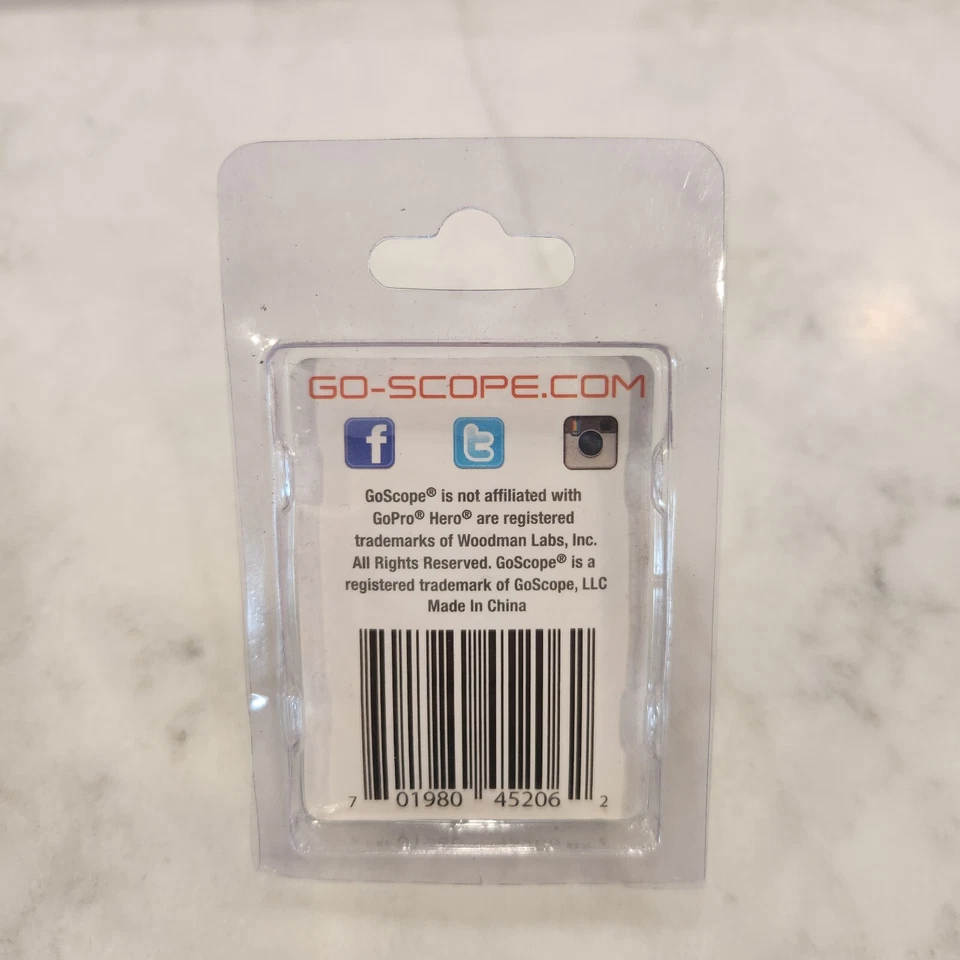 GO-SCOPE.COM
f t
GoScope® is not affiliated with
GoPro® Hero® are registered
trademarks of Woodman Labs, Inc.
All Rights Reserved. GoScope® is a
registered trademark of GoScope, LLC
Made In China
7 01980 45206 2